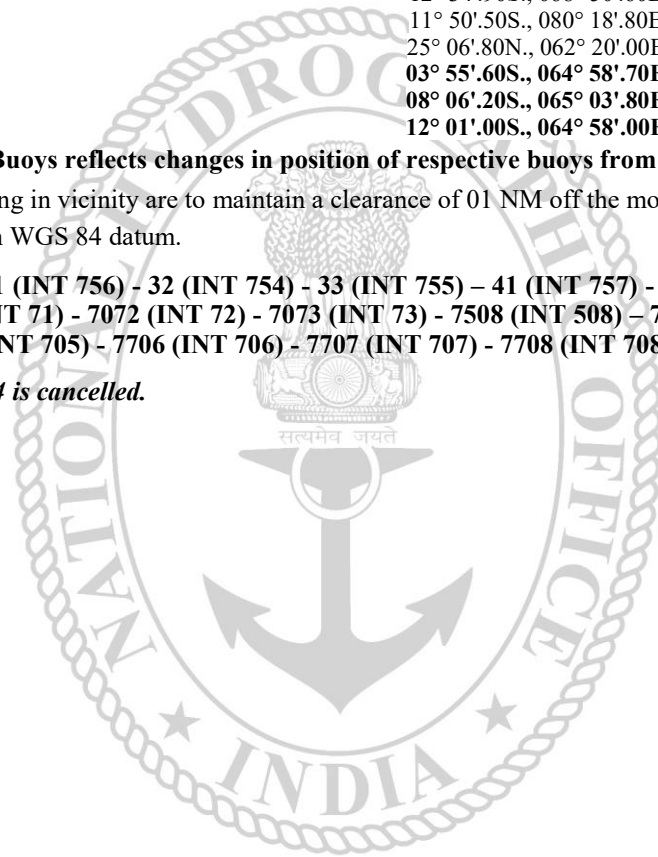 11° 50'.50S., 080° 18'.80E
25° 06'.80N., 062° 20'.00E
03° 55'.60S., 064° 58'.70E
08° 06'.20S., 065° 03'.80E
12° 01'.00S., 064° 58'.00E
Buoys reflects changes in position of respective buoys from
ng in vicinity are to maintain a clearance of 01 NM off the mo
WGS 84 datum.
(INT 756) - 32 (INT 754) - 33 (INT 755) – 41 (INT 757) -
NT 71) - 7072 (INT 72) - 7073 (INT 73) - 7508 (INT 508) – 7
INT 705) - 7706 (INT 706) - 7707 (INT 707) - 7708 (INT 708
4 is cancelled.
NATIONAL HYDROGRAPHIC OFFICE
सत्यमेव जयते
INDIA